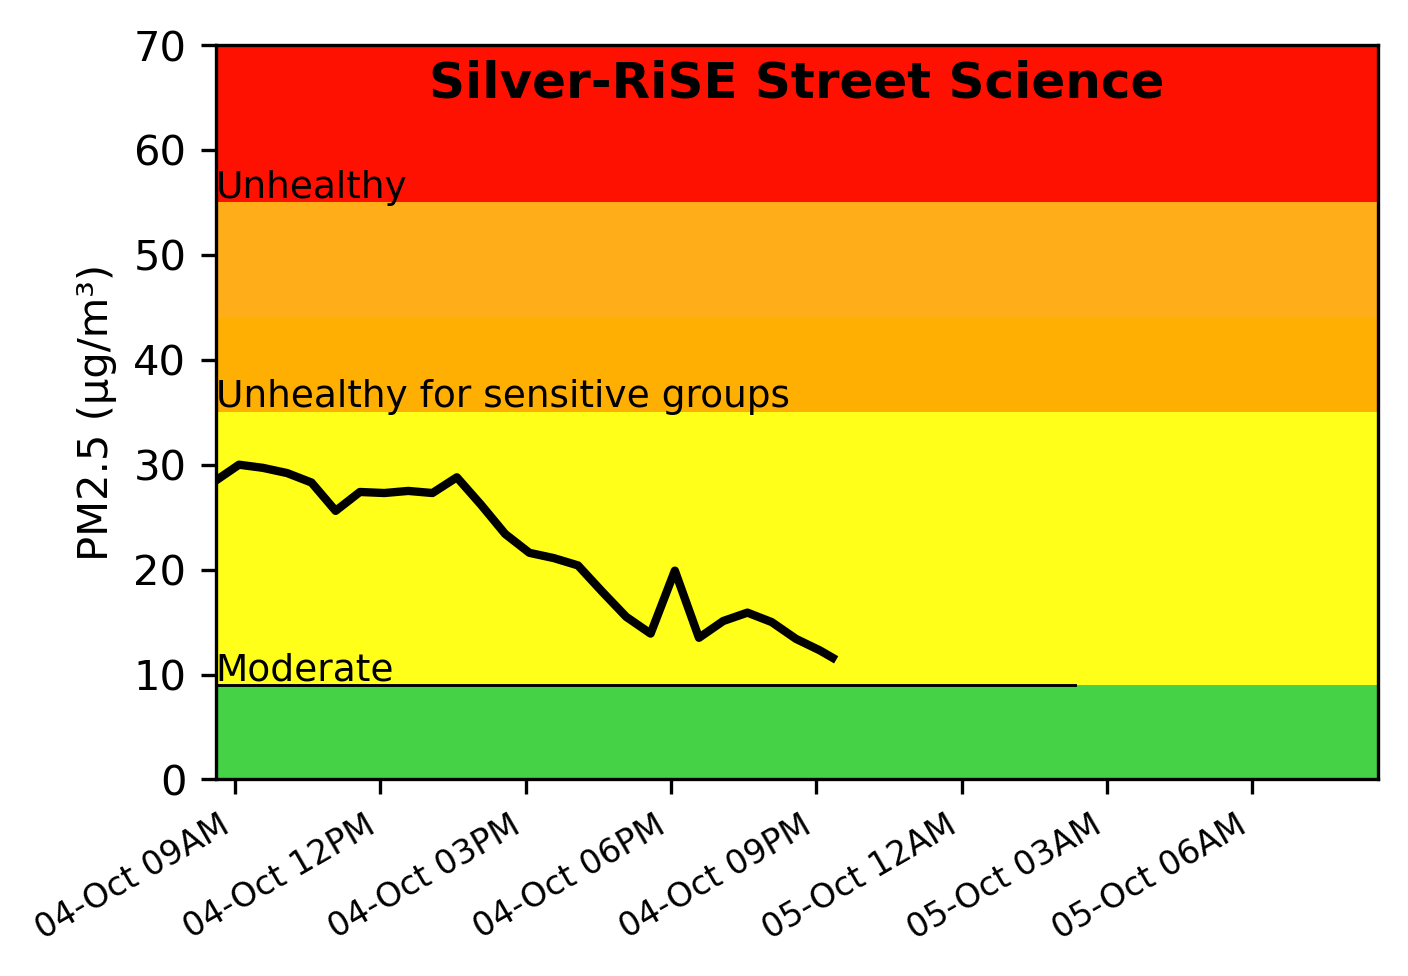 Silver-RiSE Street Science
70
60
Unhealthy
50
40
Unhealthy for sensitive groups
30
20
Moderate
10
0
PM2.5 (µg/m³)
04-Oct 09AM
04-Oct 12PM
04-Oct 03PM
04-Oct 06PM
04-Oct 09PM
05-Oct 12AM
05-Oct 03AM
05-Oct 06AM